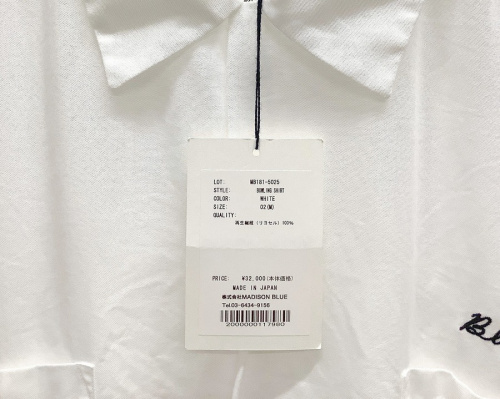 LOT: MB181-5025
STYLE: BOWLING SHIRT
COLOR: WHITE
SIZE: 02(M)
QUALITY:
再生繊維(リヨセル)100%
PRICE: ¥32,000(本体価格)
MADE IN JAPAN
株式会社MADISON BLUE
Tel.03-6434-9156
2000000117980
Bl